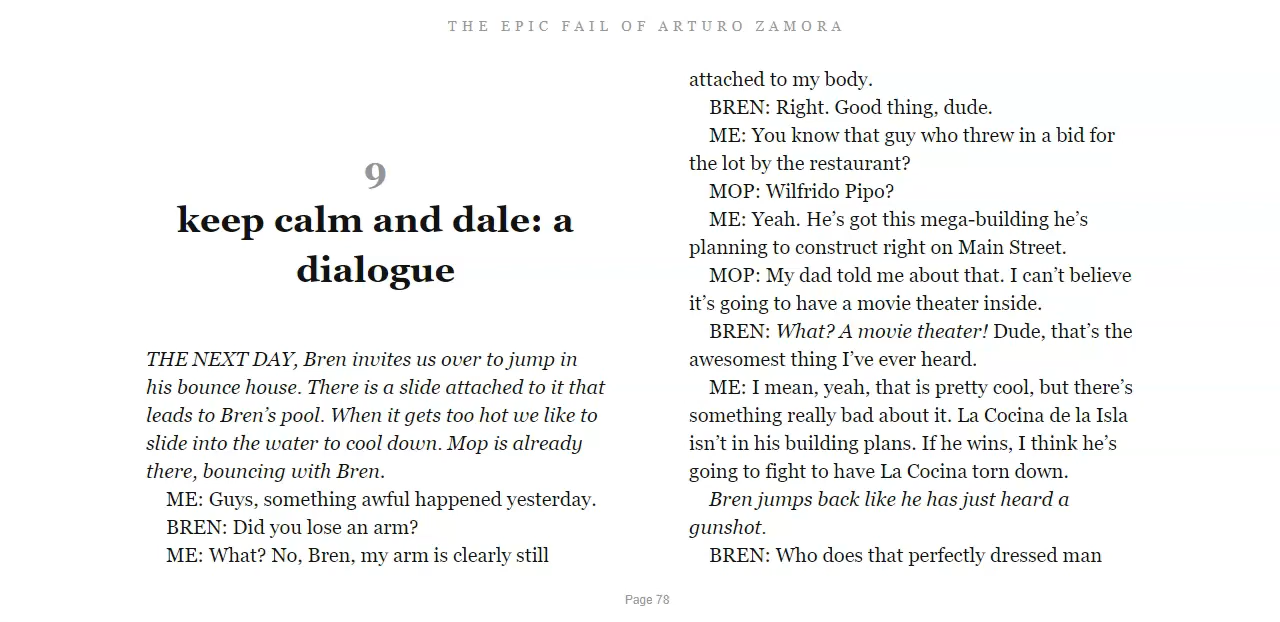 THE EPIC FAIL OF ARTURO ZAMORA
9
keep calm and dale: a
dialogue
THE NEXT DAY, Bren invites us over to jump in
his bounce house. There is a slide attached to it that
leads to Bren’s pool. When it gets too hot we like to
slide into the water to cool down. Mop is already
there, bouncing with Bren.
ME: Guys, something awful happened yesterday.
BREN: Did you lose an arm?
ME: What? No, Bren, my arm is clearly still
attached to my body.
BREN: Right. Good thing, dude.
ME: You know that guy who threw in a bid for
the lot by the restaurant?
MOP: Wilfrido Pipo?
ME: Yeah. He’s got this mega-building he’s
planning to construct right on Main Street.
MOP: My dad told me about that. I can’t believe
it’s going to have a movie theater inside.
BREN: What? A movie theater! Dude, that’s the
awesomest thing I’ve ever heard.
ME: I mean, yeah, that is pretty cool, but there’s
something really bad about it. La Cocina de la Isla
isn’t in his building plans. If he wins, I think he’s
going to fight to have La Cocina torn down.
Bren jumps back like he has just heard a
gunshot.
BREN: Who does that perfectly dressed man
Page 78